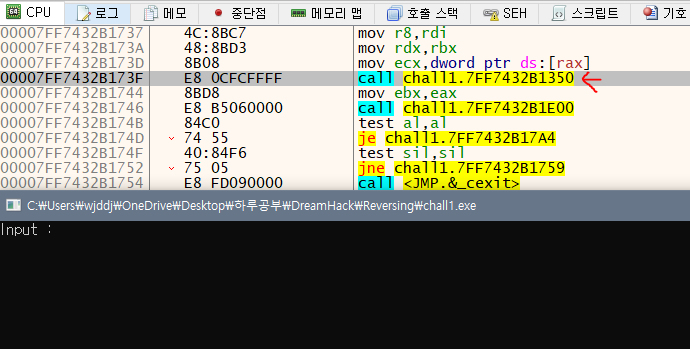 CPU 로그 메모 중단점 메모리 맵 호출 스택 SEH 스크립트 기호
00007FF7432B1737 4C:8BC7 mov r8,rdi
00007FF7432B173A 48:8BD3 mov rdx,rbx
00007FF7432B173D 8B08 mov ecx,dword ptr ds:[rax]
00007FF7432B173F E8 0CFCFFFF call chall1.7FF7432B1350
00007FF7432B1744 8BD8 mov ebx,eax
00007FF7432B1746 E8 B5060000 call chall1.7FF7432B1E00
00007FF7432B174B 84C0 test al,al
00007FF7432B174D 74 55 je chall1.7FF7432B17A4
00007FF7432B174F 40:84F6 test sil,sil
00007FF7432B1752 75 05 jne chall1.7FF7432B1759
00007FF7432B1754 E8 FD090000 call <JMP.&_cexit>
C:₩Users₩wjddj₩OneDrive₩Desktop₩하루공부₩DreamHack₩Reversing₩chall1.exe
Input :